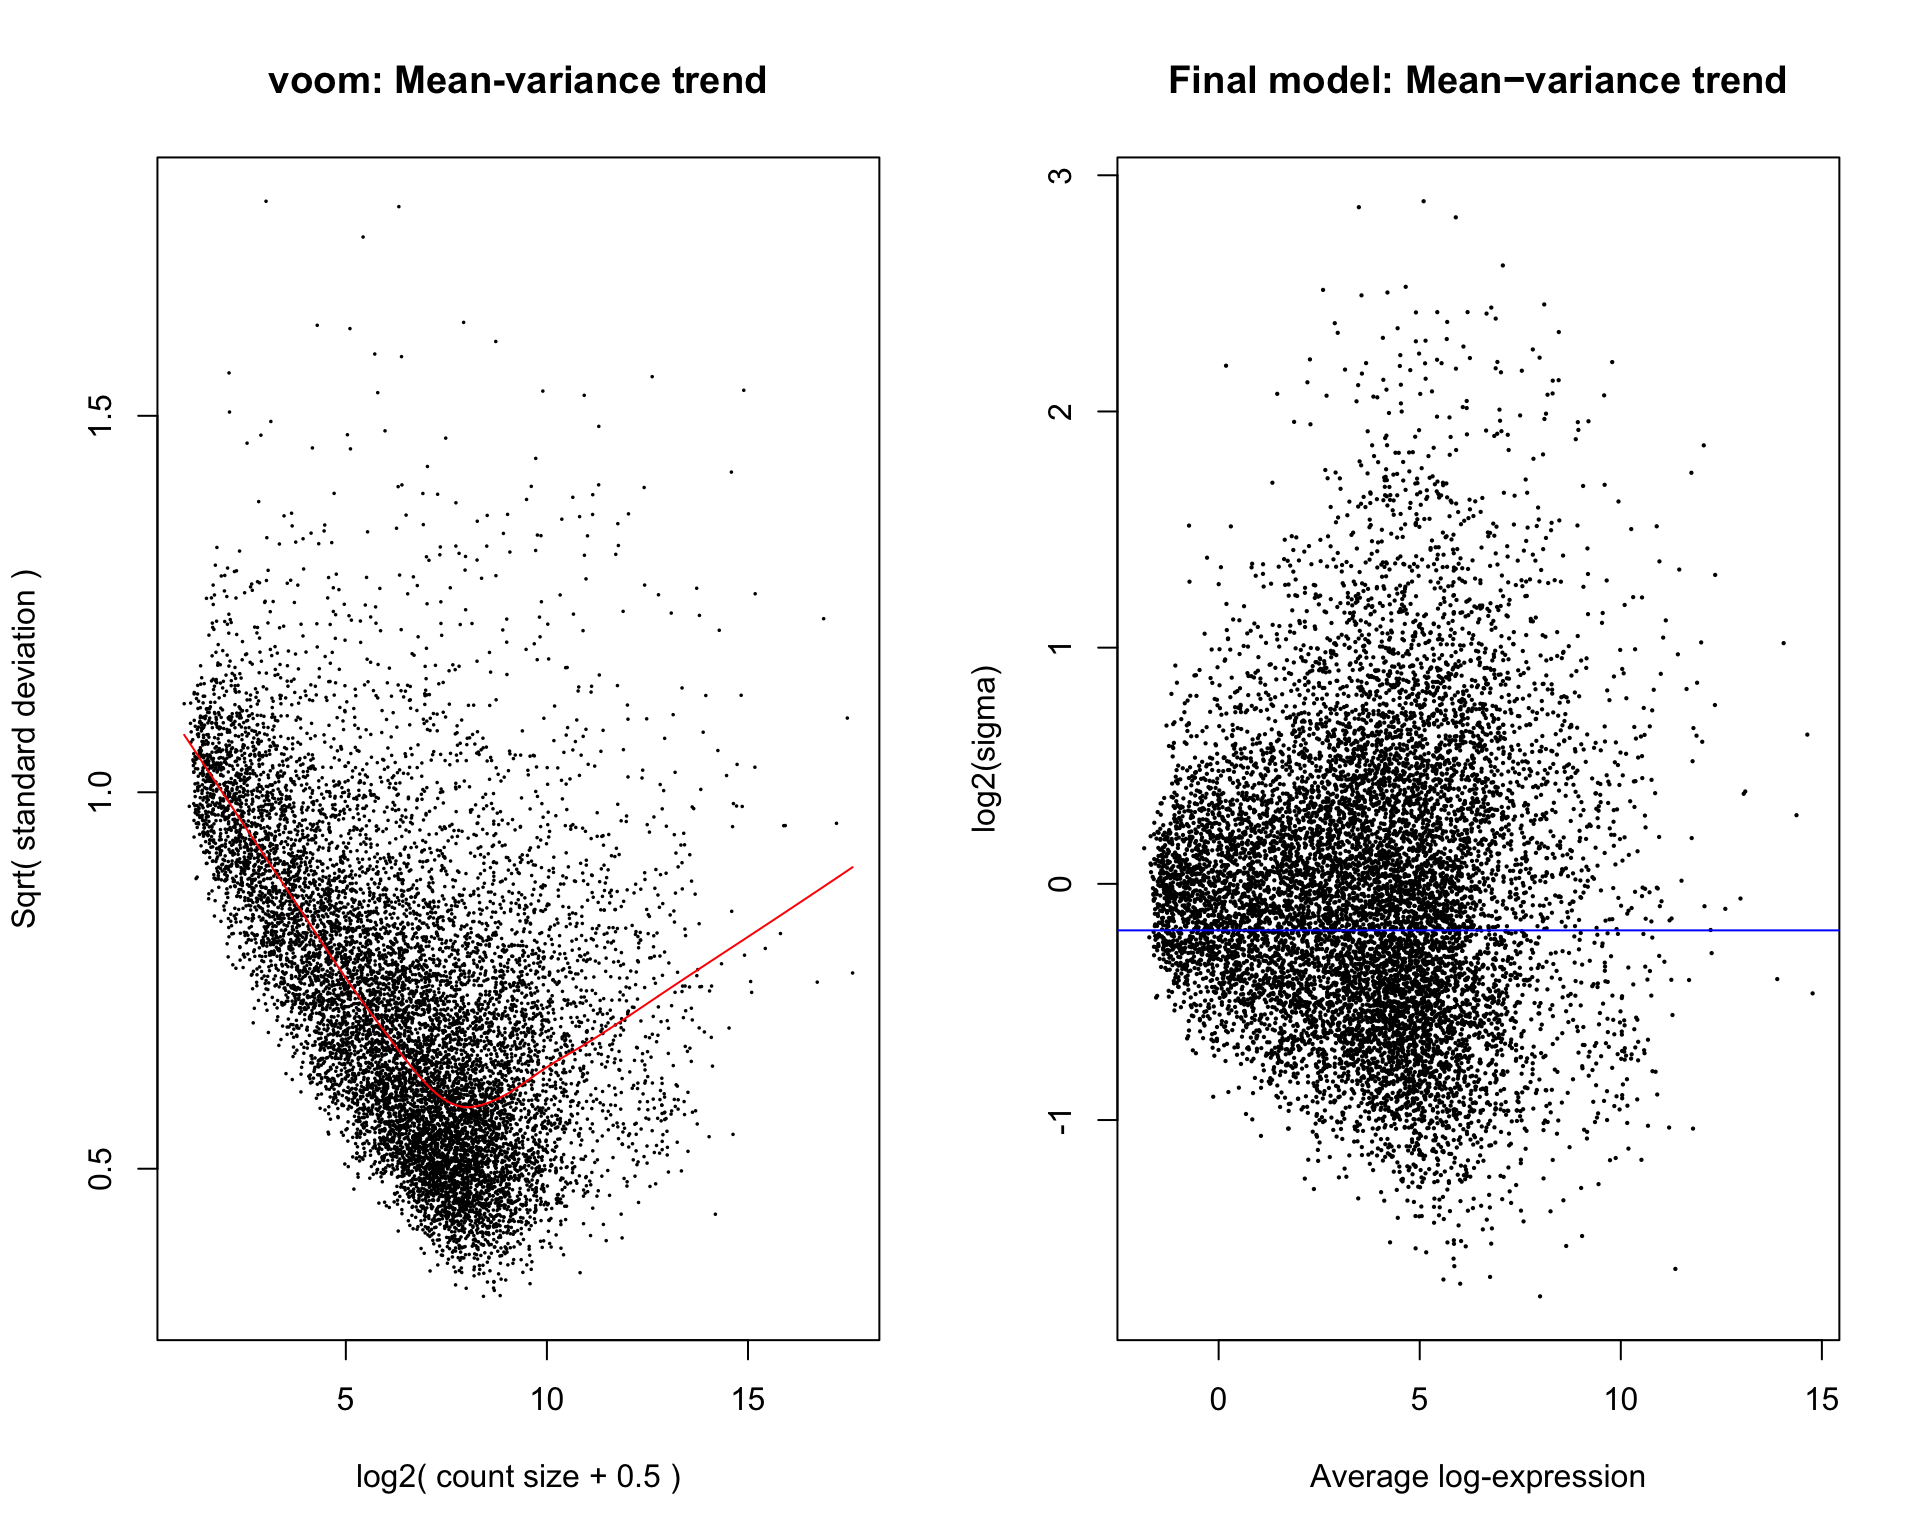 voom: Mean-variance trend
Sqrt( standard deviation )
1.5
1.0
0.5
5 10 15
log2( count size + 0.5 )
Final model: Mean−variance trend
log2(sigma)
3
2
1
0
-1
0 5 10 15
Average log-expression